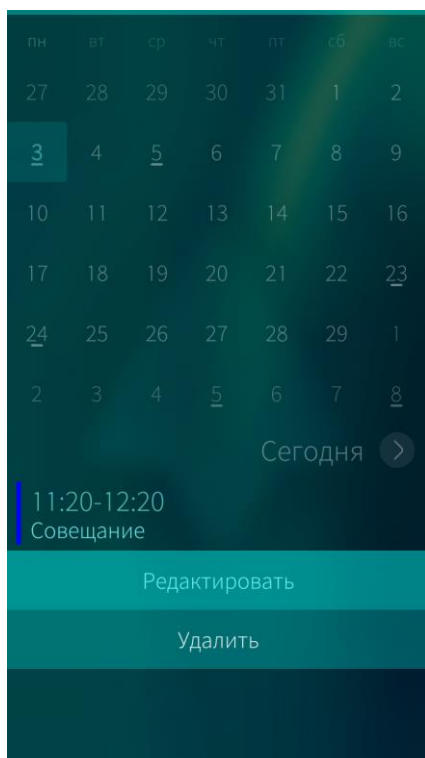 пн вт ср чт пт сб вс
27 28 29 30 31 1 2
3 4 5 6 7 8 9
10 11 12 13 14 15 16
17 18 19 20 21 22 23
24 25 26 27 28 29 1
2 3 4 5 6 7 8
Сегодня
11:20-12:20
Совещание
Редактировать
Удалить